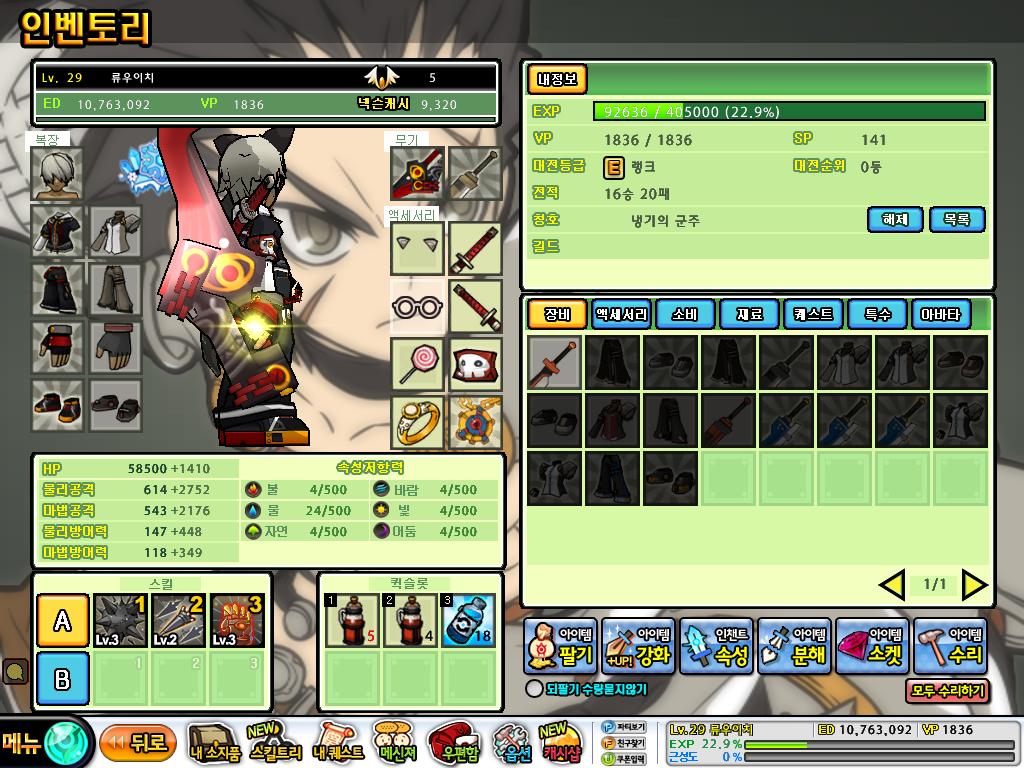 인벤토리
Lv. 29 류우이치 5
ED 10,763,092 VP 1836 넥슨캐시 9,320
복장
무기
액세서리
HP 58500 +1410
물리공격 614 +2752
마법공격 543 +2176
물리방어력 147 +448
마법방어력 118 +349
속성저항력
불 4/500 바람 4/500
물 24/500 빛 4/500
자연 4/500 어둠 4/500
스킬
A
1 Lv.3
2 Lv.2
3 Lv.3
B
1 2 3
퀵슬롯
1 5
2 4
3 18
내정보
EXP 92636 / 405000 (22.9%)
VP 1836 / 1836 SP 141
대전등급 E 랭크 대전순위 0등
전적 16승 20패
칭호 냉기의 군주 해제 목록
길드
장비 액세서리 소비 재료 퀘스트 특수 아바타
1/1
아이템 팔기
아이템 강화 +UP!
인챈트 속성
아이템 분해
아이템 소켓
아이템 수리
되팔기 수량묻지않기
모두 수리하기
메뉴
뒤로
내 소지품
NEW 스킬트리
내 퀘스트
메신져
우편함
옵션
NEW 캐시샵
P 파티보기
F 친구찾기
U 쿠폰입력
Lv.29 류우이치 ED 10,763,092 VP 1836
EXP 22.9%
근성도 0 %